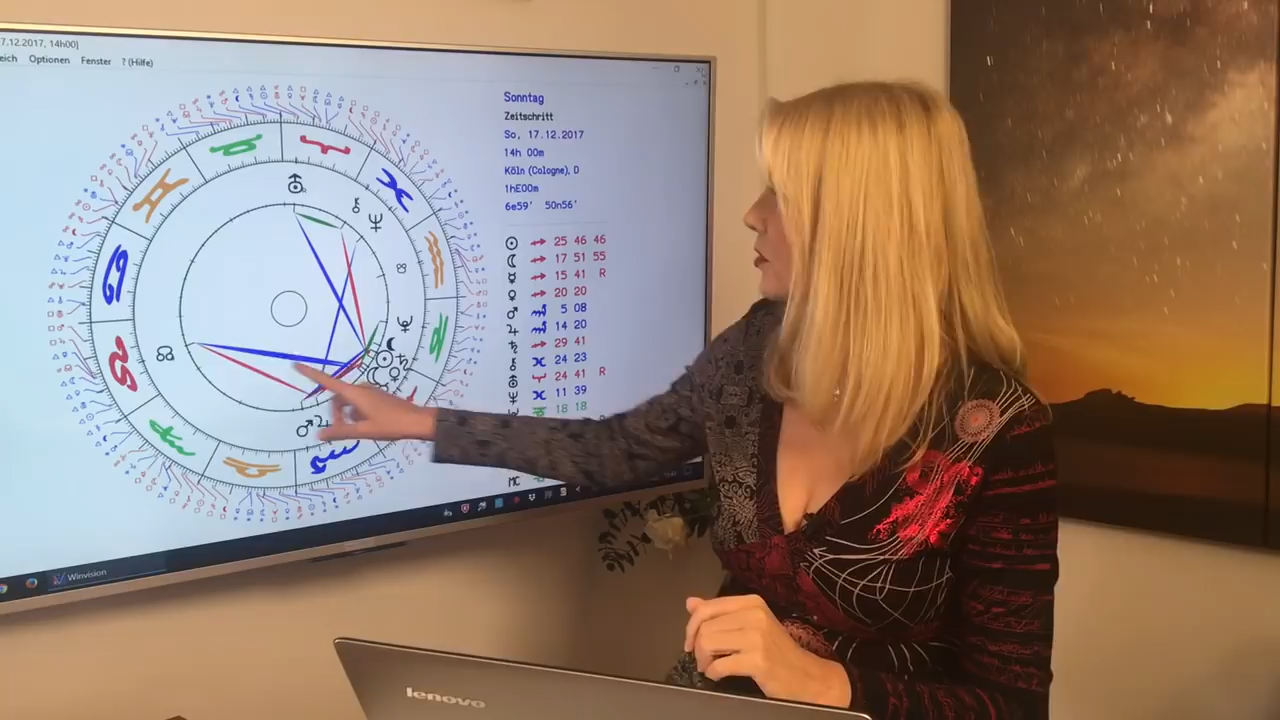 7.12.2017, 14h00)
eich Optionen Fenster ? (Hilfe)
Sonntag
Zeitschritt
So, 17.12.2017
14h 00m
Köln (Cologne), D
1hE00m
6e59' 50n56'
25 46 46
17 51 55
15 41 R
20 20
5 08
14 20
29 41
24 23
24 41 R
11 39
18 18
MC
Winvision
lenovo